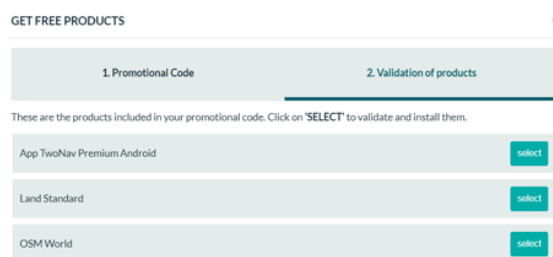 GET FREE PRODUCTS
1. Promotional Code
2. Validation of products
These are the products included in your promotional code. Click on 'SELECT' to validate and install them.
App TwoNav Premium Android
select
Land Standard
select
OSM World
select